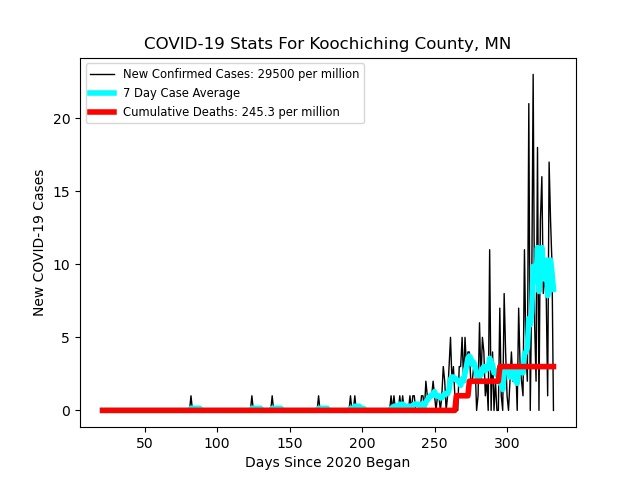 COVID-19 Stats For Koochiching County, MN
New Confirmed Cases: 29500 per million
7 Day Case Average
Cumulative Deaths: 245.3 per million
New COVID-19 Cases
20
15
10
5
0
50 100 150 200 250 300
Days Since 2020 Began